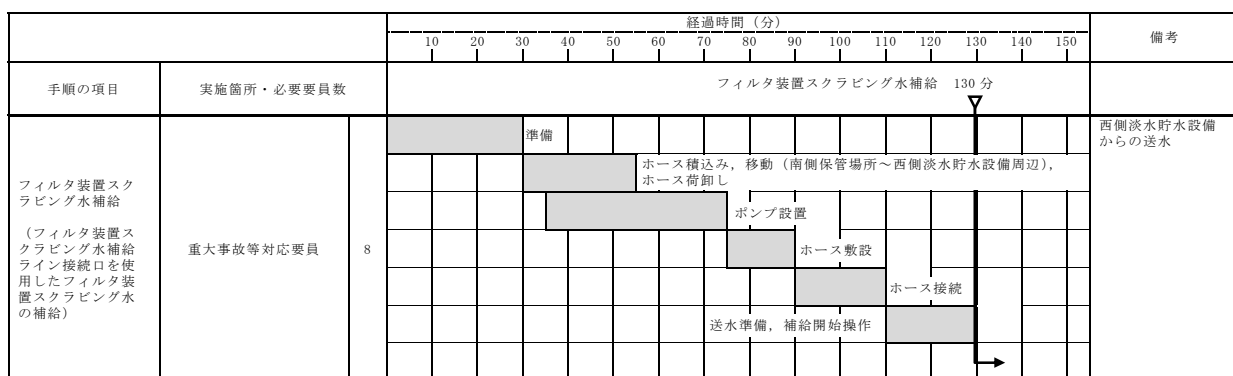 経過時間（分）
備考
10 20 30 40 50 60 70 80 90 100 110 120 130 140 150
手順の項目
実施箇所・必要要員数
フィルタ装置スクラビング水補給 130 分
フィルタ装置スク
ラビング水補給
（フィルタ装置ス
クラビング水補給
ライン接続口を使
用したフィルタ装
置スクラビング水
の補給）
重大事故等対応要員
8
準備
ホース積込み，移動（南側保管場所～西側淡水貯水設備周辺），
ホース荷卸し
ポンプ設置
ホース敷設
ホース接続
送水準備，補給開始操作
西側淡水貯水設備
からの送水